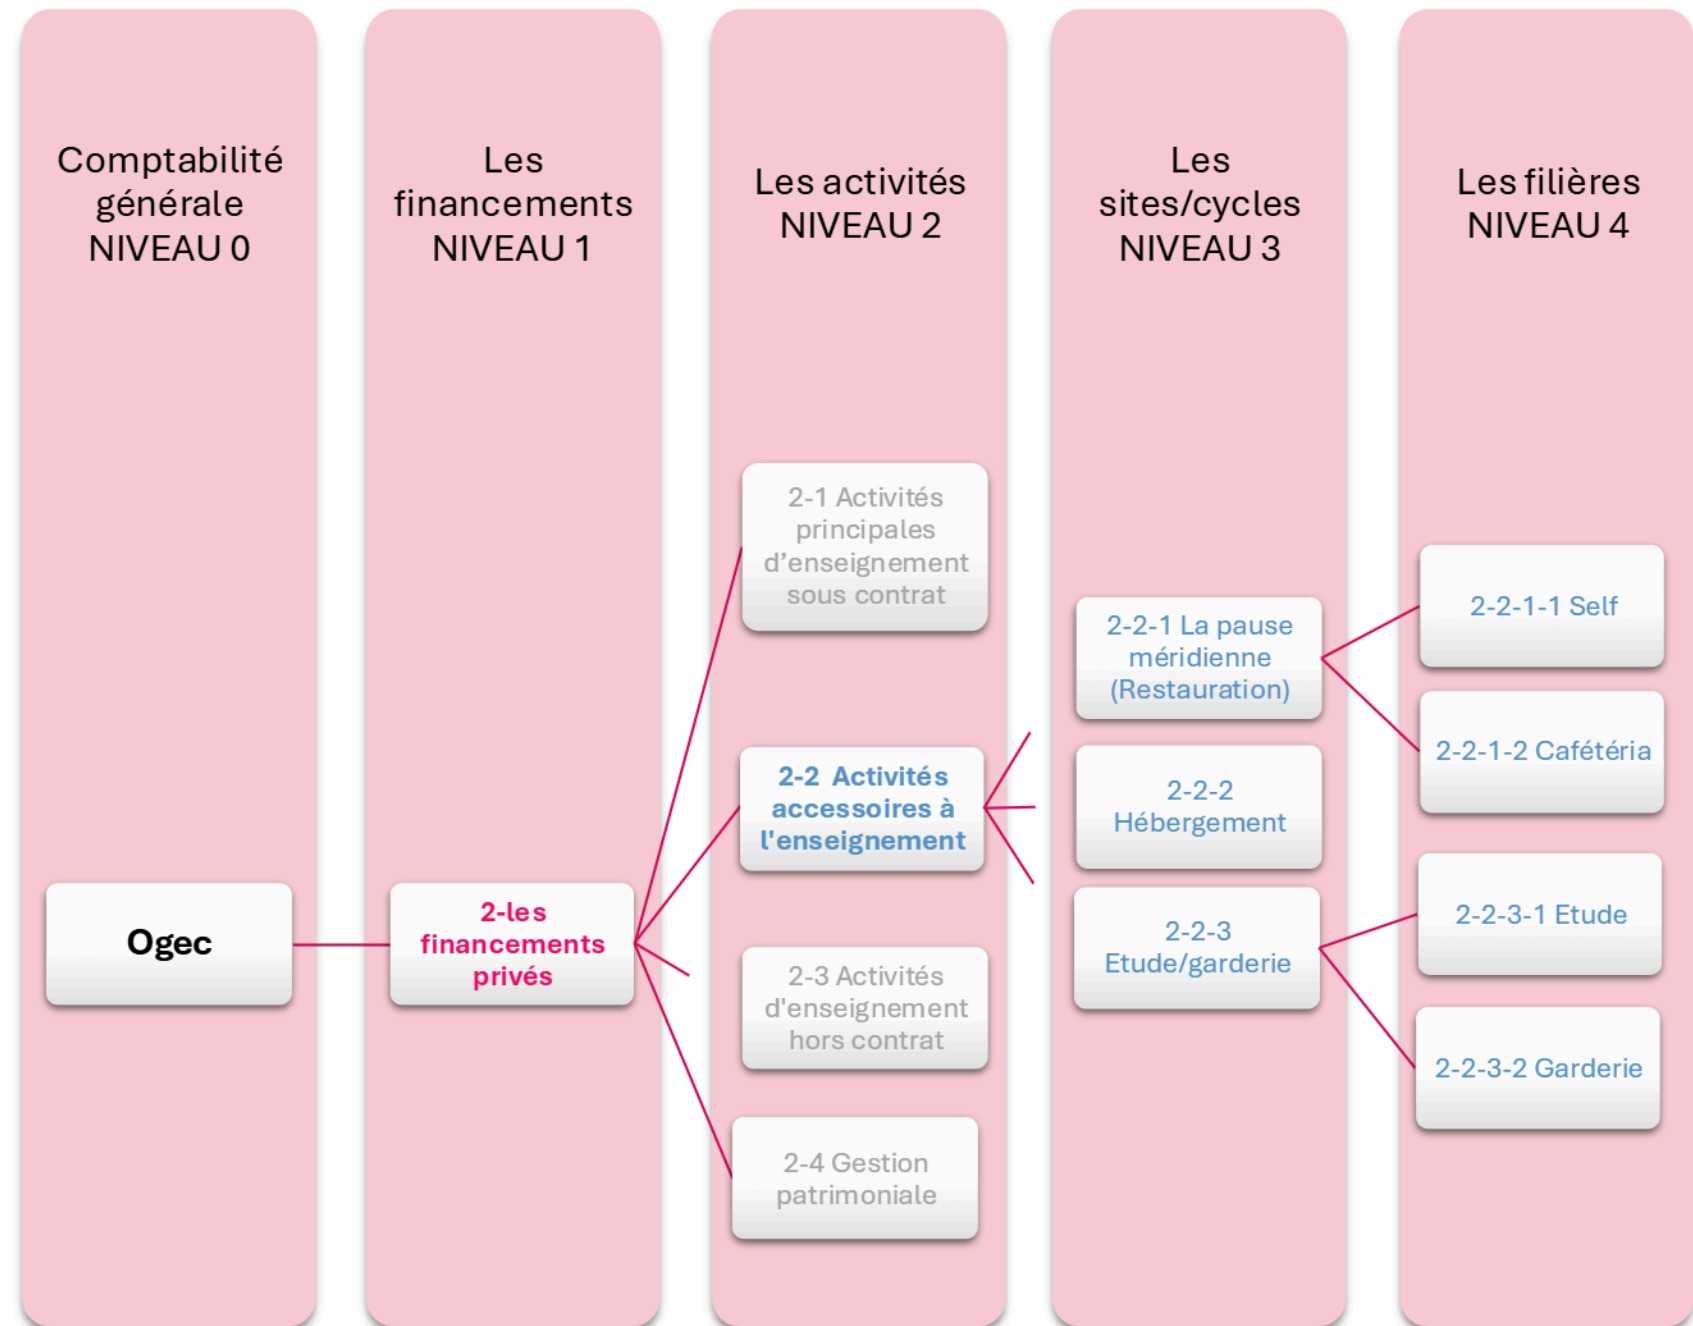 Comptabilité
générale
NIVEAU 0
Les
financements
NIVEAU 1
Les activités
NIVEAU 2
Les
sites/cycles
NIVEAU 3
Les filières
NIVEAU 4
Ogec
2-les
financements
privés
2-1 Activités
principales
d’enseignement
sous contrat
2-2 Activités
accessoires à
l'enseignement
2-3 Activités
d'enseignement
hors contrat
2-4 Gestion
patrimoniale
2-2-1 La pause
méridienne
(Restauration)
2-2-2
Hébergement
2-2-3
Etude/garderie
2-2-1-1 Self
2-2-1-2 Cafétéria
2-2-3-1 Etude
2-2-3-2 Garderie